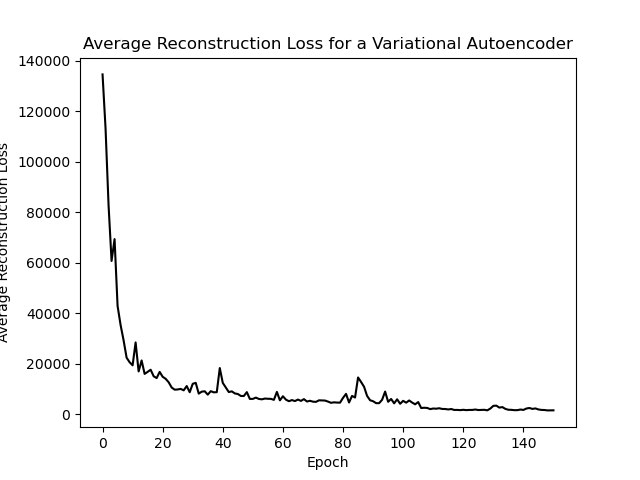 Average Reconstruction Loss for a Variational Autoencoder
140000
120000
100000
80000
60000
40000
20000
0
Average Reconstruction Loss
0 20 40 60 80 100 120 140
Epoch